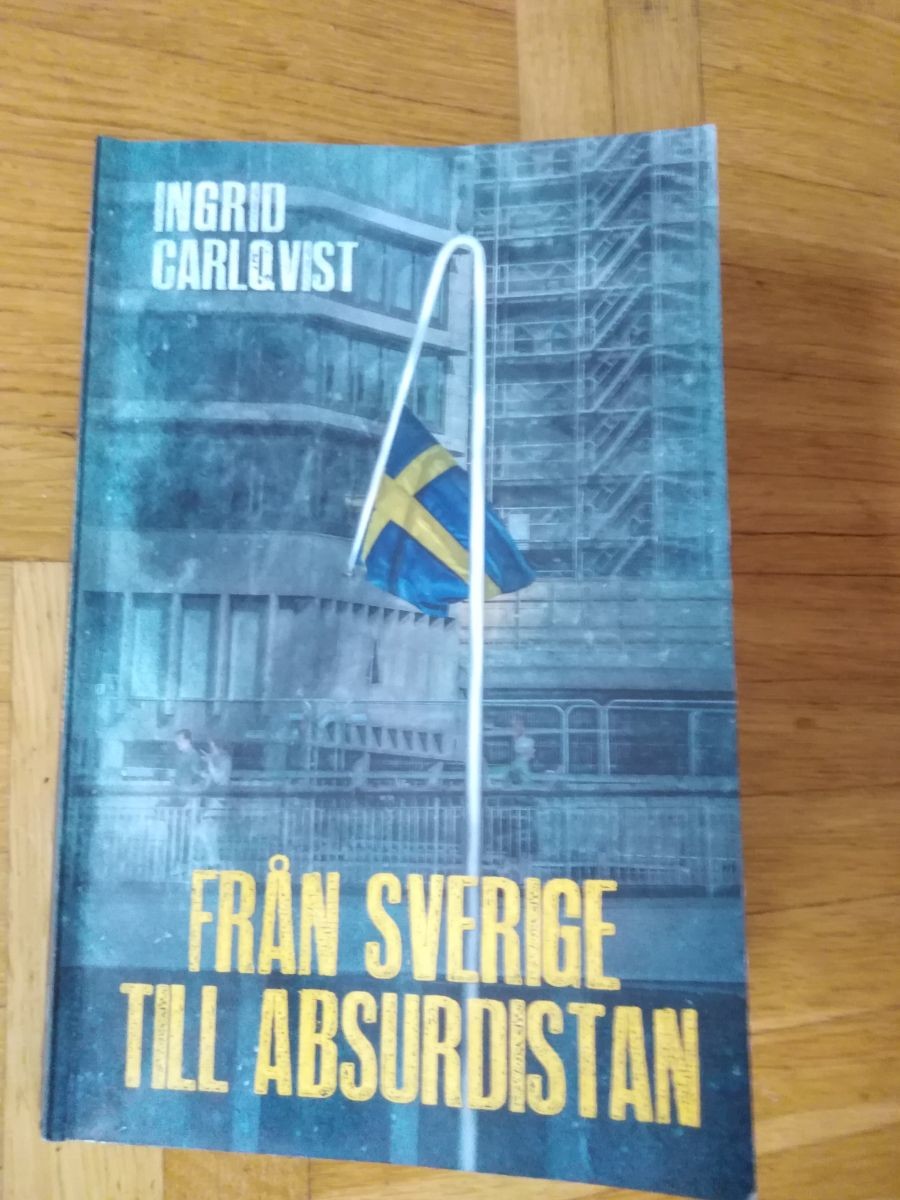 INGRID
CARLQVIST
FRÅN SVERIGE
TILL ABSURDISTAN